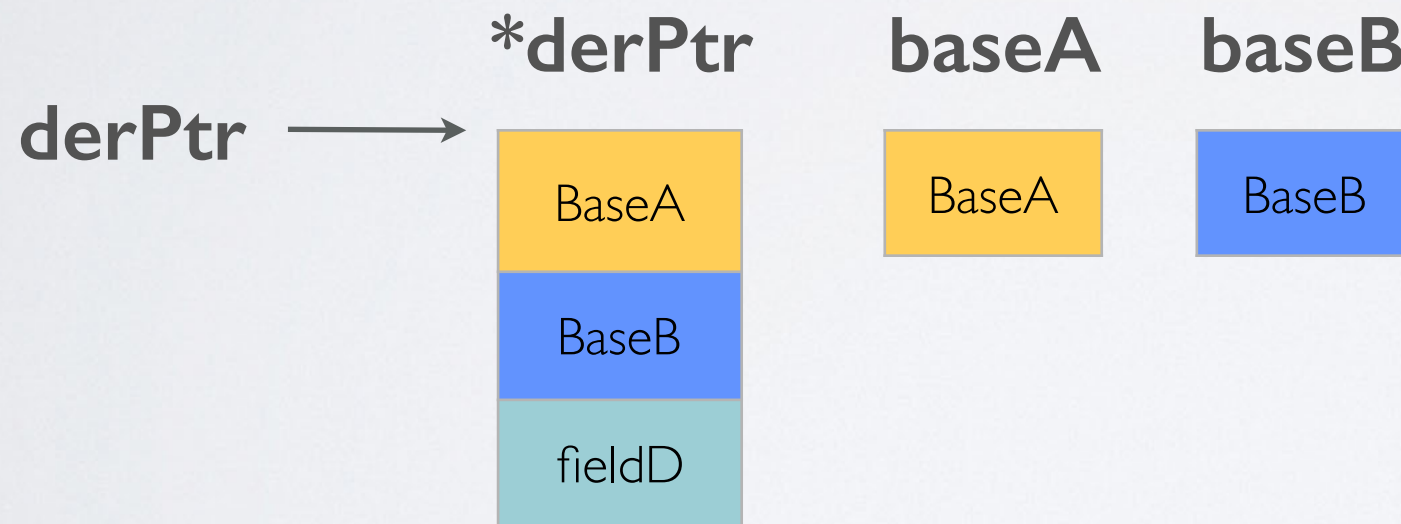 *derPtr baseA baseB
derPtr
BaseA BaseA BaseB
BaseB
fieldD